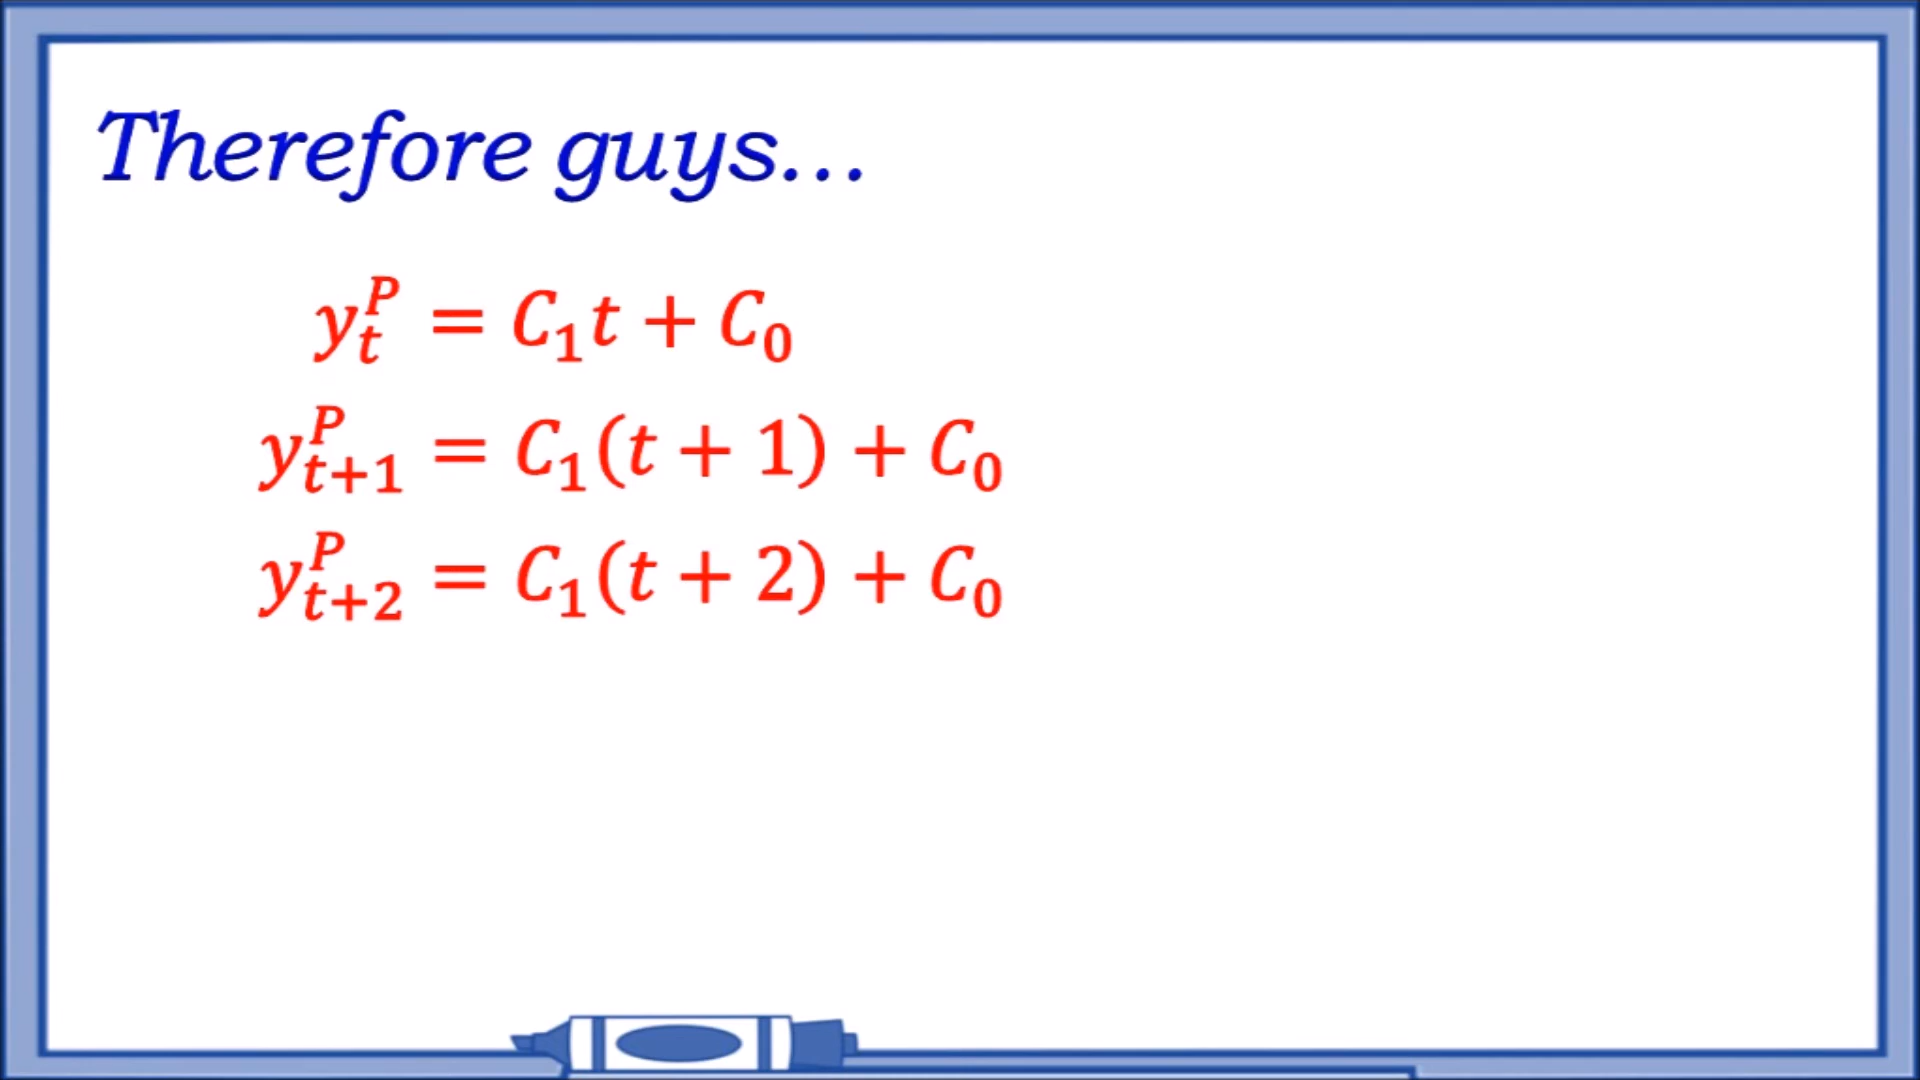 Therefore guys...
$y_t^P = C_1 t + C_0$
$y_{t+1}^P = C_1(t + 1) + C_0$
$y_{t+2}^P = C_1(t + 2) + C_0$